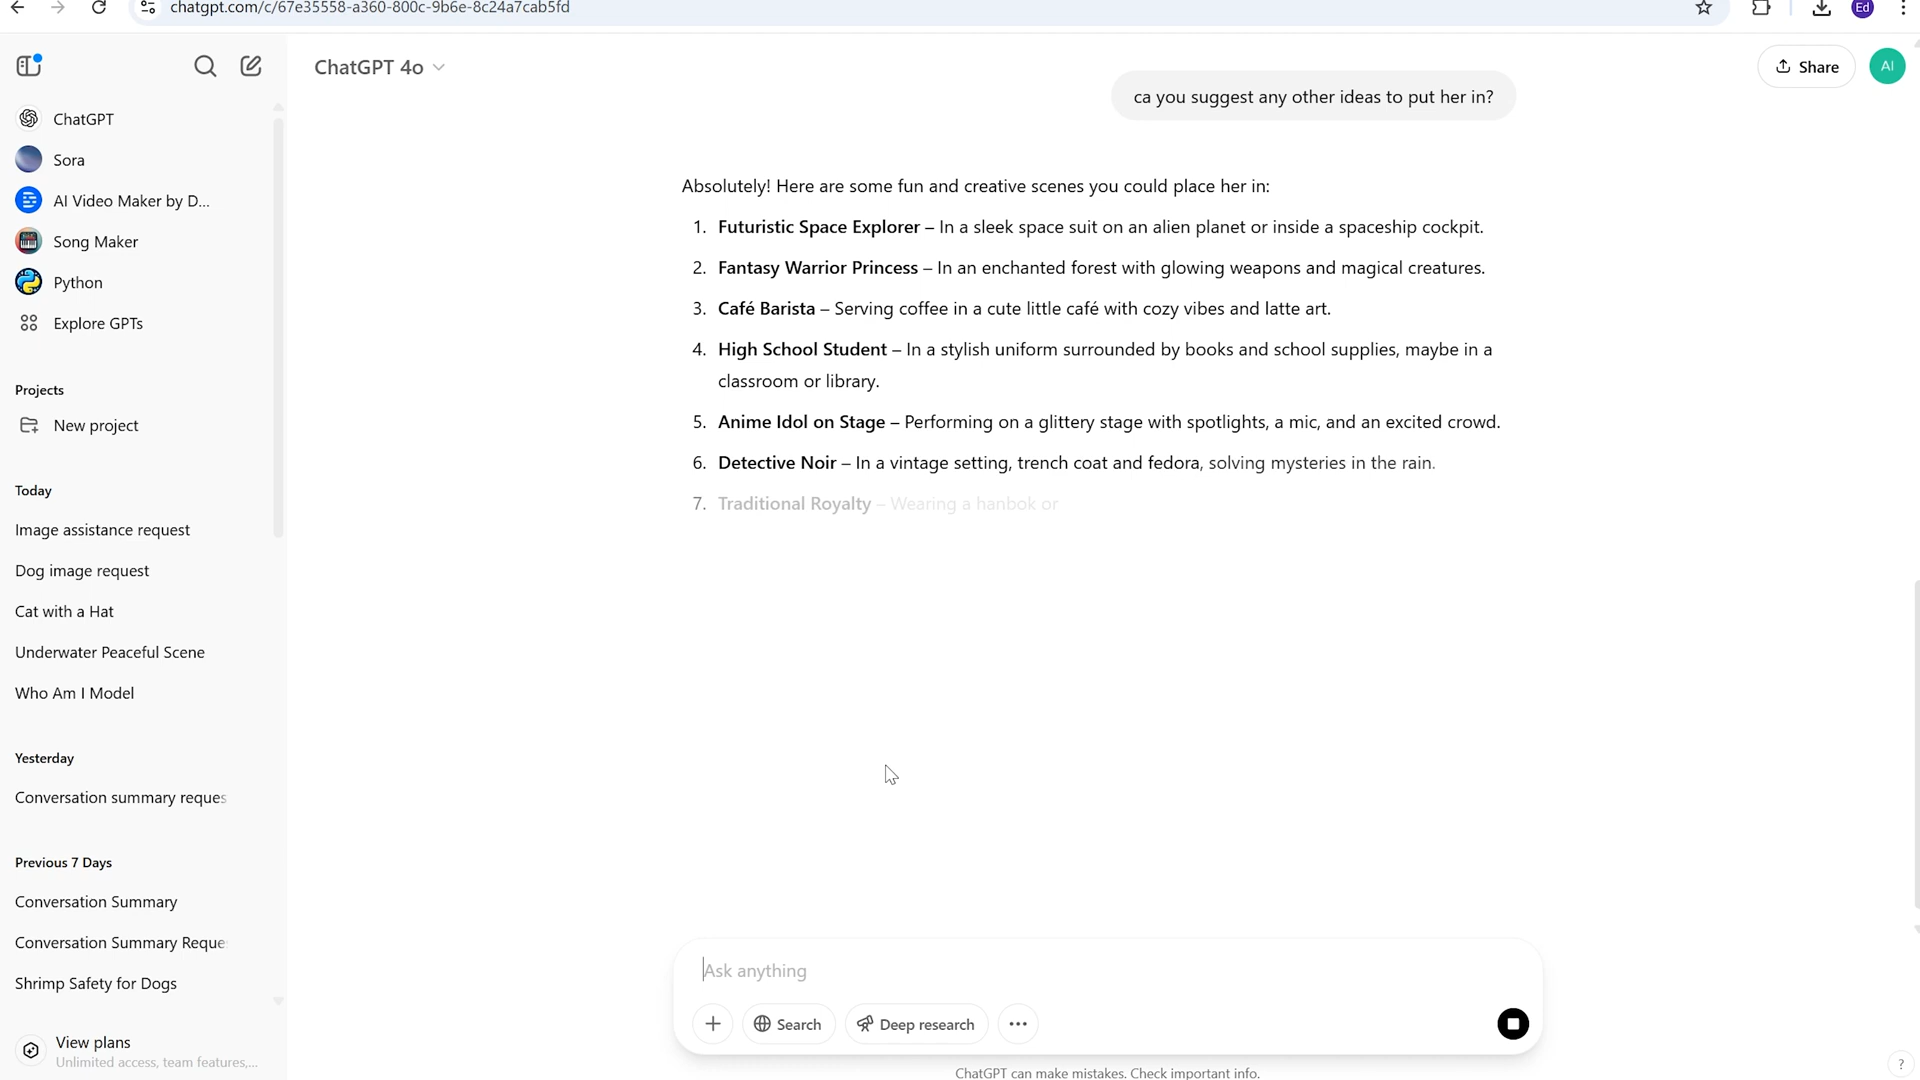 chatgpt.com/c/67e35558-a360-800c-9b6e-8c24a7cab5fd
Ed
ChatGPT 4o
Share
AI
ChatGPT
Sora
AI Video Maker by D...
Song Maker
Python
Explore GPTs
Projects
New project
Today
Image assistance request
Dog image request
Cat with a Hat
Underwater Peaceful Scene
Who Am I Model
Yesterday
Conversation summary reques
Previous 7 Days
Conversation Summary
Conversation Summary Reque
Shrimp Safety for Dogs
View plans
Unlimited access, team features,...
ca you suggest any other ideas to put her in?
Absolutely! Here are some fun and creative scenes you could place her in:
1. Futuristic Space Explorer – In a sleek space suit on an alien planet or inside a spaceship cockpit.
2. Fantasy Warrior Princess – In an enchanted forest with glowing weapons and magical creatures.
3. Café Barista – Serving coffee in a cute little café with cozy vibes and latte art.
4. High School Student – In a stylish uniform surrounded by books and school supplies, maybe in a
classroom or library.
5. Anime Idol on Stage – Performing on a glittery stage with spotlights, a mic, and an excited crowd.
6. Detective Noir – In a vintage setting, trench coat and fedora, solving mysteries in the rain.
7. Traditional Royalty – Wearing a hanbok or
Ask anything
Search
Deep research
ChatGPT can make mistakes. Check important info.
?